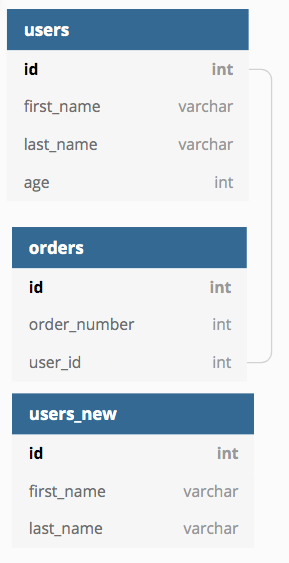 users
id int
first_name varchar
last_name varchar
age int
orders
id int
order_number int
user_id int
users_new
id int
first_name varchar
last_name varchar